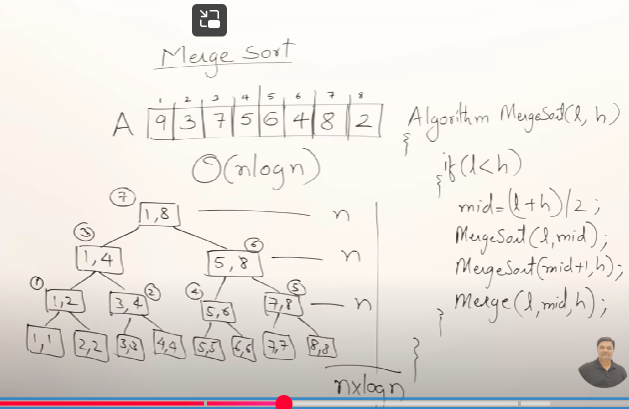 Merge Sort
1 2 3 4 5 6 7 8
A 9 3 7 5 6 4 8 2
O(nlogn)
7
1,8 n
3 6
1,4 5,8 n
1 2 4 5
1,2 3,4 5,6 7,8 n
1,1 2,2 3,3 4,4 5,5 6,6 7,7 8,8
nxlogn
Algorithm MergeSort(l, h)
{
if(l<h)
{
mid=(l+h)/2;
MergeSort(l,mid);
MergeSort(mid+1,h);
Merge(l,mid,h);
}
}